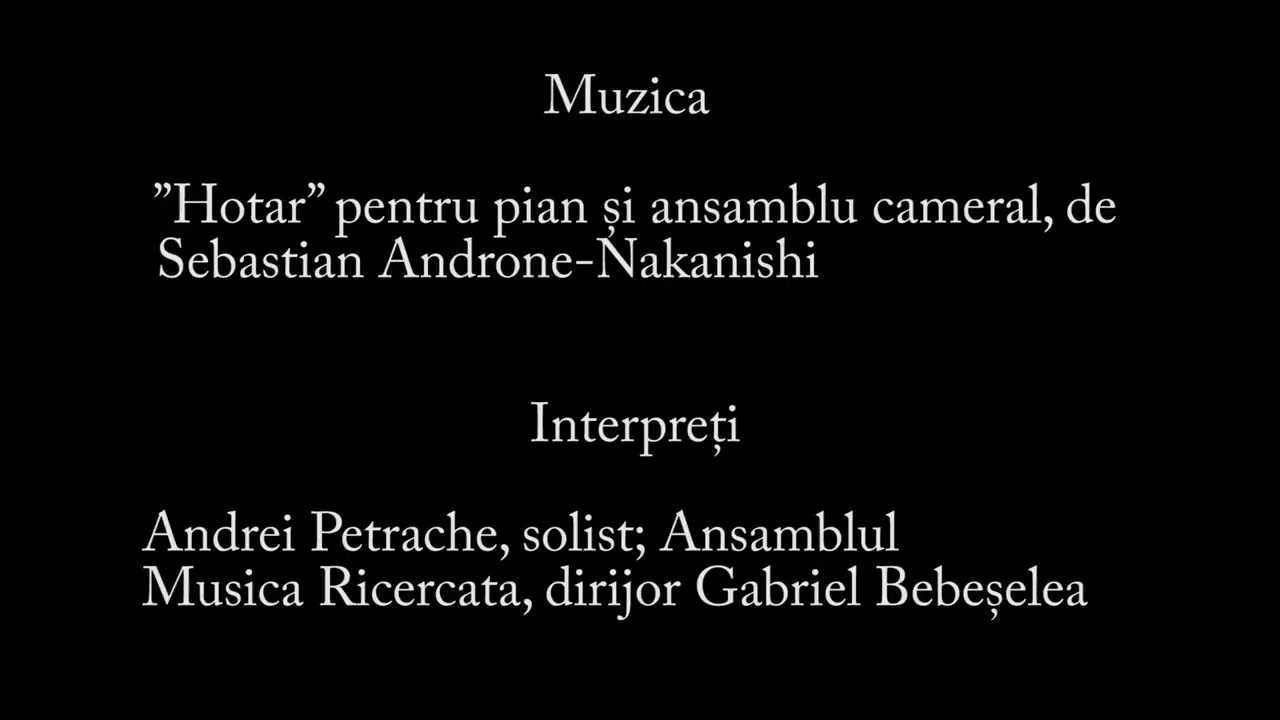 Muzica
”Hotar” pentru pian și ansamblu cameral, de
Sebastian Androne-Nakanishi
Interpreți
Andrei Petrache, solist; Ansamblul
Musica Ricercata, dirijor Gabriel Bebeșelea